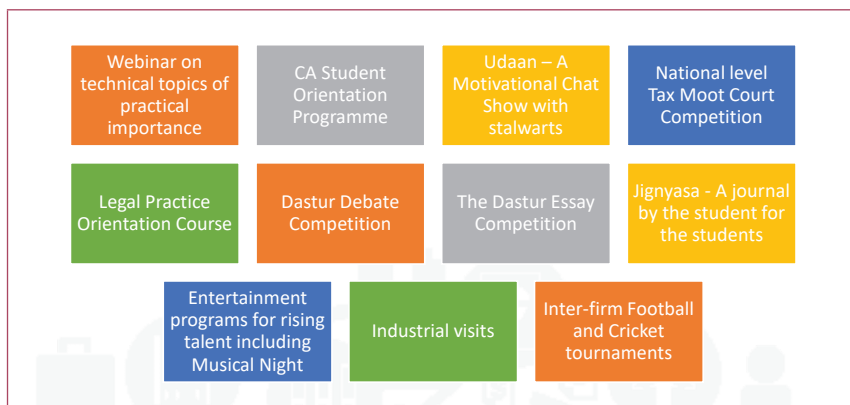 Webinar on
technical topics of
practical
importance
CA Student
Orientation
Programme
Udaan – A
Motivational Chat
Show with
stalwarts
National level
Tax Moot Court
Competition
Legal Practice
Orientation Course
Dastur Debate
Competition
The Dastur Essay
Competition
Jignyasa - A journal
by the student for
the students
Entertainment
programs for rising
talent including
Musical Night
Industrial visits
Inter-firm Football
and Cricket
tournaments